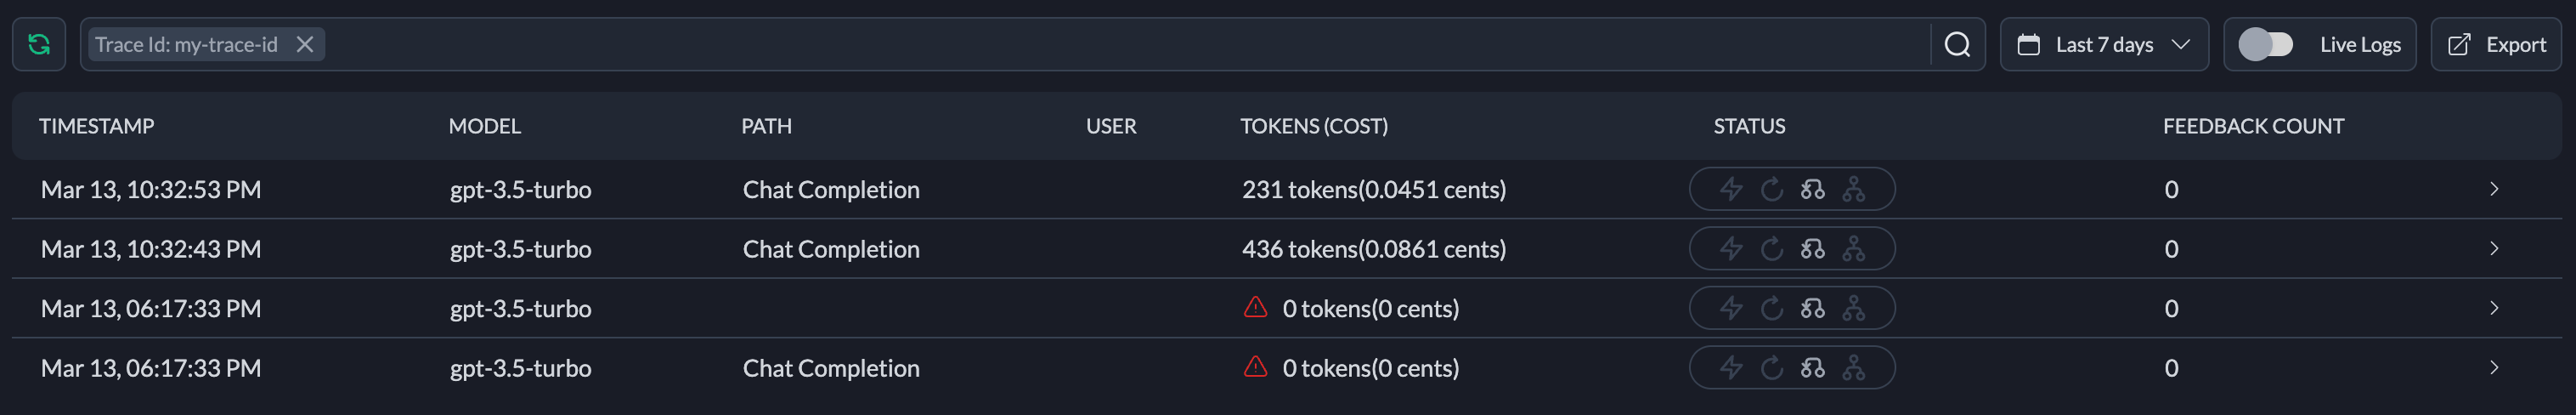 Trace Id: my-trace-id Last 7 days Live Logs Export
TIMESTAMP MODEL PATH USER TOKENS (COST) STATUS FEEDBACK COUNT
Mar 13, 10:32:53 PM gpt-3.5-turbo Chat Completion 231 tokens(0.0451 cents) 0
Mar 13, 10:32:43 PM gpt-3.5-turbo Chat Completion 436 tokens(0.0861 cents) 0
Mar 13, 06:17:33 PM gpt-3.5-turbo 0 tokens(0 cents) 0
Mar 13, 06:17:33 PM gpt-3.5-turbo Chat Completion 0 tokens(0 cents) 0